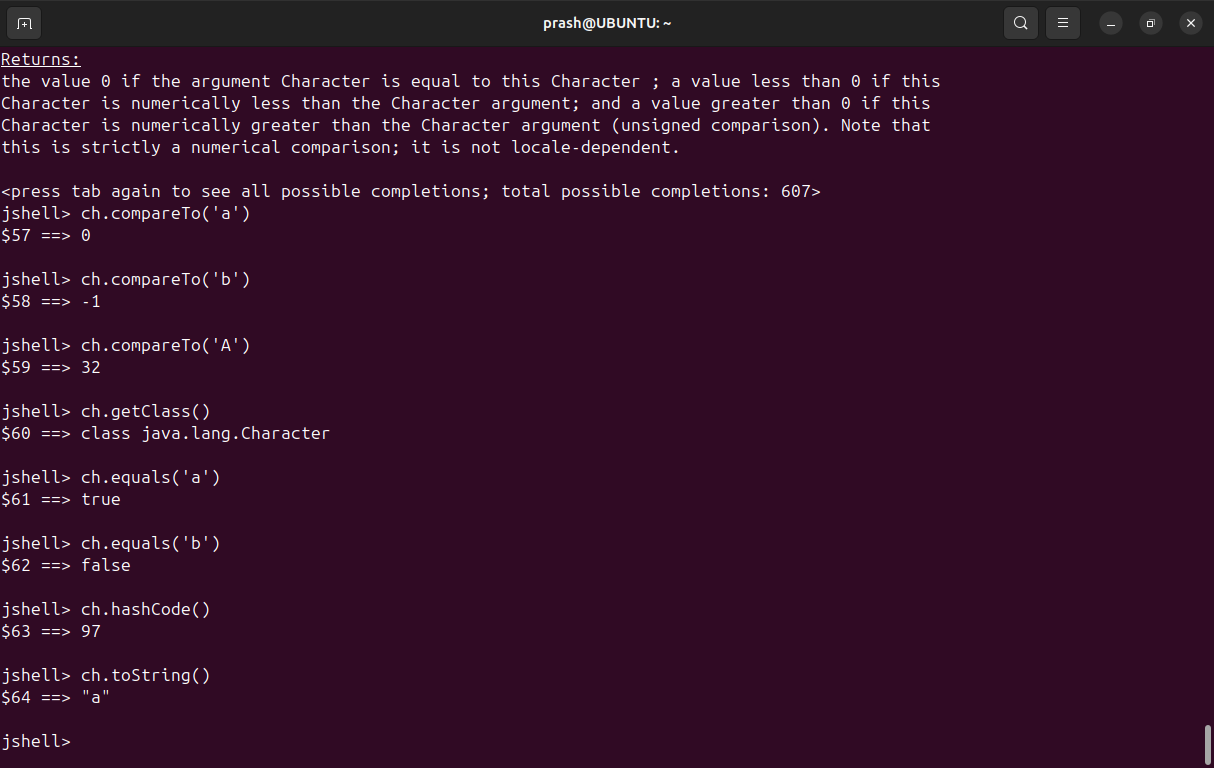 prash@UBUNTU: ~
Returns:
the value 0 if the argument Character is equal to this Character ; a value less than 0 if this
Character is numerically less than the Character argument; and a value greater than 0 if this
Character is numerically greater than the Character argument (unsigned comparison). Note that
this is strictly a numerical comparison; it is not locale-dependent.
<press tab again to see all possible completions; total possible completions: 607>
jshell> ch.compareTo('a')
$57 ==> 0
jshell> ch.compareTo('b')
$58 ==> -1
jshell> ch.compareTo('A')
$59 ==> 32
jshell> ch.getClass()
$60 ==> class java.lang.Character
jshell> ch.equals('a')
$61 ==> true
jshell> ch.equals('b')
$62 ==> false
jshell> ch.hashCode()
$63 ==> 97
jshell> ch.toString()
$64 ==> "a"
jshell>